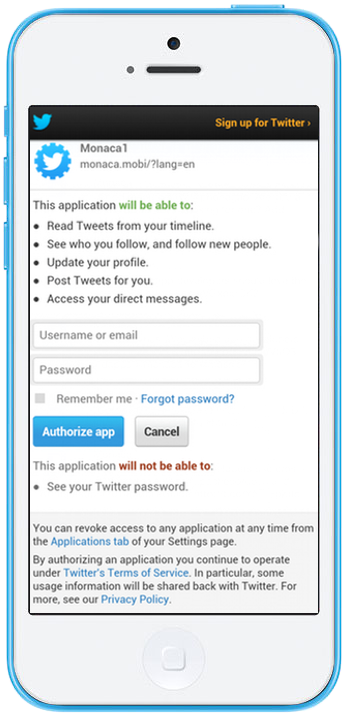 Sign up for Twitter ›
Monaca1
monaca.mobi/?lang=en
This application will be able to:
● Read Tweets from your timeline.
● See who you follow, and follow new people.
● Update your profile.
● Post Tweets for you.
● Access your direct messages.
Username or email
Password
Remember me · Forgot password?
Authorize app Cancel
This application will not be able to:
● See your Twitter password.
You can revoke access to any application at any time from
the Applications tab of your Settings page.
By authorizing an application you continue to operate
under Twitter's Terms of Service. In particular, some
usage information will be shared back with Twitter. For
more, see our Privacy Policy.